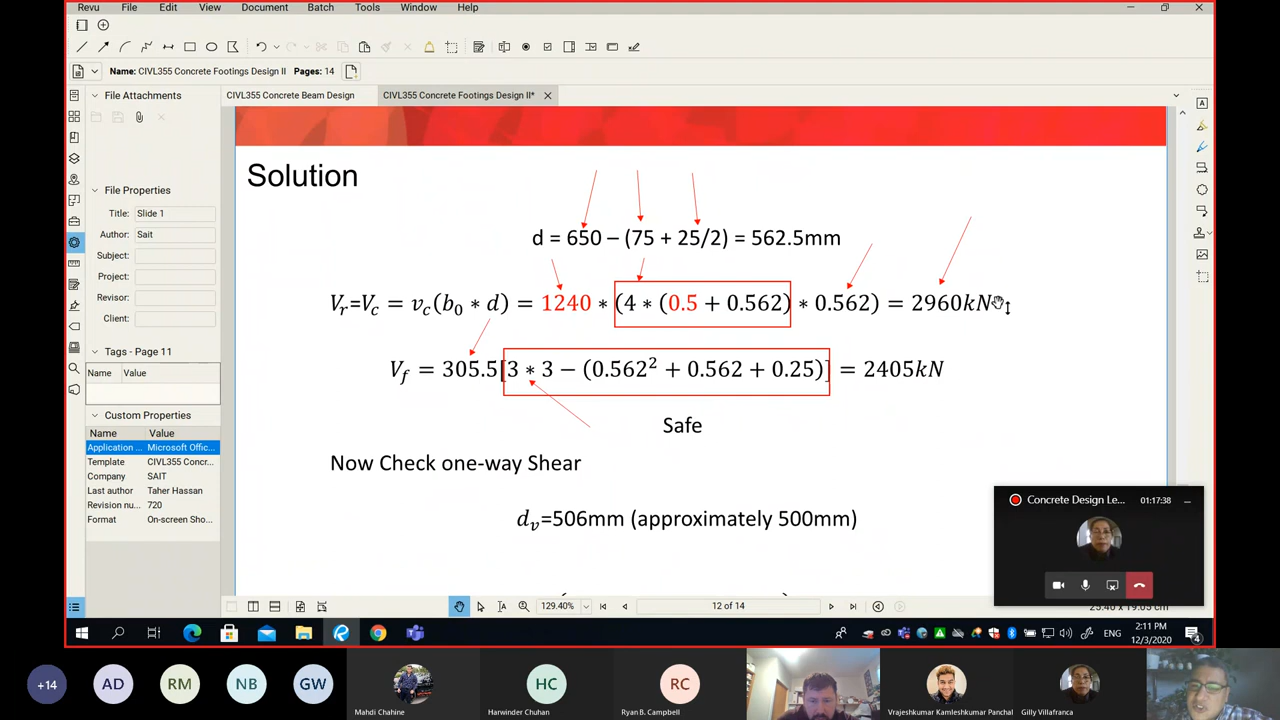 Revu File Edit View Document Batch Tools Window Help
Name: CIVL355 Concrete Footings Design II Pages: 14
File Attachments
CIVL355 Concrete Beam Design
CIVL355 Concrete Footings Design II*
File Properties
Title: Slide 1
Author: Sait
Subject:
Project:
Revisor:
Client:
Tags - Page 11
Name Value
Custom Properties
Name Value
Application ... Microsoft Offic...
Template CIVL355 Concr...
Company SAIT
Last author Taher Hassan
Revision nu... 720
Format On-screen Sho...
Solution
d = 650 – (75 + 25/2) = 562.5mm
V_r=V_c = v_c(b_0 * d) = 1240 * (4 * (0.5 + 0.562) * 0.562) = 2960kN
V_f = 305.5[3 * 3 − (0.562² + 0.562 + 0.25)] = 2405kN
Safe
Now Check one-way Shear
d_v=506mm (approximately 500mm)
Concrete Design Le... 01:17:38
129.40% 12 of 14
25.40 x 19.05 cm
ENG
2:11 PM
12/3/2020
4
+14 AD RM NB GW HC RC
Mahdi Chahine
Harwinder Chuhan
Ryan B. Campbell
Vrajeshkumar Kamleshkumar Panchal
Gilly Villafranca